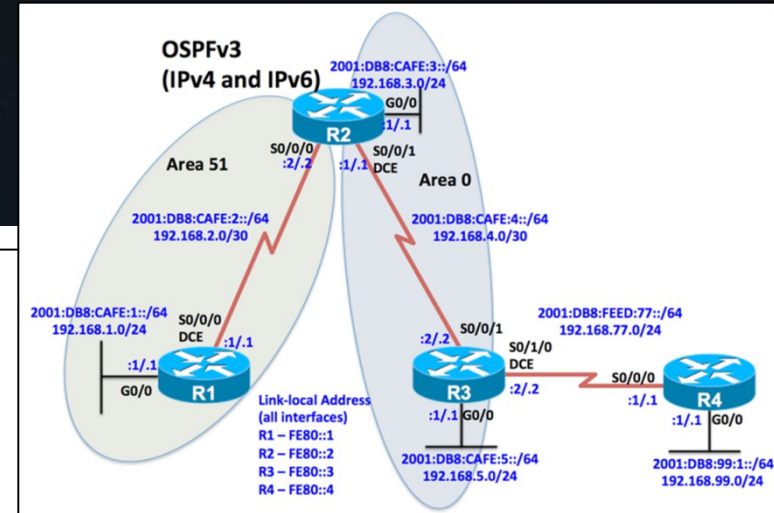 OSPFv3
(IPv4 and IPv6)
2001:DB8:CAFE:3::/64
192.168.3.0/24
G0/0
:1/.1
R2
S0/0/0
:2/.2
:1/.1
S0/0/1
DCE
Area 51
Area 0
2001:DB8:CAFE:2::/64
192.168.2.0/30
2001:DB8:CAFE:4::/64
192.168.4.0/30
2001:DB8:CAFE:1::/64
192.168.1.0/24
S0/0/0
DCE
:1/.1
:1/.1
G0/0
R1
2001:DB8:FEED:77::/64
192.168.77.0/24
S0/0/1
:2/.2
S0/1/0
DCE
:2/.2
R3
:1/.1
G0/0
S0/0/0
:1/.1
R4
:1/.1
G0/0
Link-local Address
(all interfaces)
R1 – FE80::1
R2 – FE80::2
R3 – FE80::3
R4 – FE80::4
2001:DB8:CAFE:5::/64
192.168.5.0/24
2001:DB8:99:1::/64
192.168.99.0/24